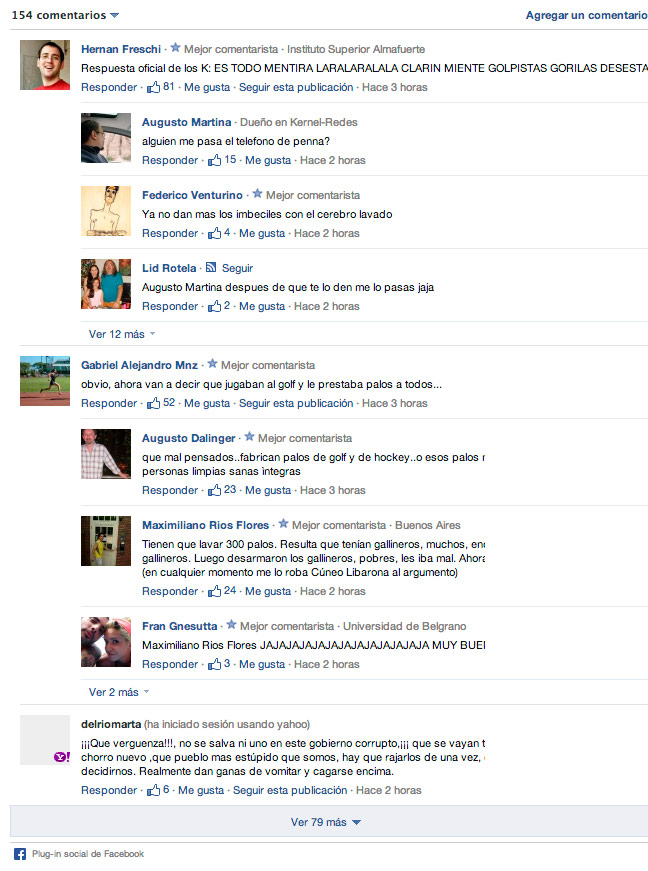 154 comentarios Agregar un comentario
Hernan Freschi · Mejor comentarista · Instituto Superior Almafuerte
Respuesta oficial de los K: ES TODO MENTIRA LARALARALALA CLARIN MIENTE GOLPISTAS GORILAS DESESTA
Responder · 81 · Me gusta · Seguir esta publicación · Hace 3 horas
Augusto Martina · Dueño en Kernel-Redes
alguien me pasa el telefono de penna?
Responder · 15 · Me gusta · Hace 2 horas
Federico Venturino · Mejor comentarista
Ya no dan mas los imbeciles con el cerebro lavado
Responder · 4 · Me gusta · Hace 2 horas
Lid Rotela · Seguir
Augusto Martina despues de que te lo den me lo pasas jaja
Responder · 2 · Me gusta · Hace 2 horas
Ver 12 más
Gabriel Alejandro Mnz · Mejor comentarista
obvio, ahora van a decir que jugaban al golf y le prestaba palos a todos...
Responder · 52 · Me gusta · Seguir esta publicación · Hace 3 horas
Augusto Dalinger · Mejor comentarista
que mal pensados..fabrican palos de golf y de hockey..o esos palos
personas limpias sanas integras
Responder · 23 · Me gusta · Hace 3 horas
Maximiliano Rios Flores · Mejor comentarista · Buenos Aires
Tienen que lavar 300 palos. Resulta que tenían gallineros, muchos,
gallineros. Luego desarmaron los gallineros, pobres, les iba mal. Ahora
(en cualquier momento me lo roba Cúneo Libarona al argumento)
Responder · 24 · Me gusta · Hace 2 horas
Fran Gnesutta · Mejor comentarista · Universidad de Belgrano
Maximiliano Rios Flores JAJAJAJAJAJAJAJAJAJAJAJAJA MUY
Responder · 3 · Me gusta · Hace 2 horas
Ver 2 más
delriomarta (ha iniciado sesión usando yahoo)
¡¡¡Que verguenza!!!, no se salva ni uno en este gobierno corrupto,¡¡¡ que se vayan
chorro nuevo ,que pueblo mas estúpido que somos, hay que rajarlos de una vez,
decidirnos. Realmente dan ganas de vomitar y cagarse encima.
Y!
Responder · 6 · Me gusta · Seguir esta publicación · Hace 2 horas
Ver 79 más
Plug-in social de Facebook